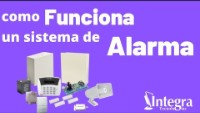 como Funciona
un sistema de Alarma
Integra